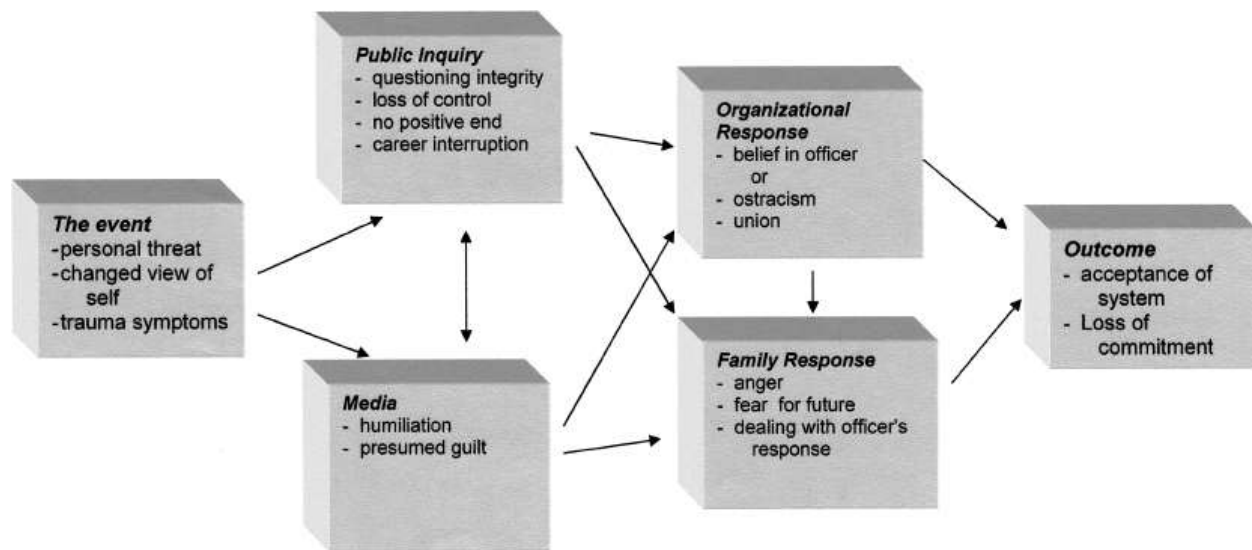 The event
-personal threat
-changed view of
self
-trauma symptoms
Public Inquiry
- questioning integrity
- loss of control
- no positive end
- career interruption
Media
- humiliation
- presumed guilt
Organizational
Response
- belief in officer
or
- ostracism
- union
Family Response
- anger
- fear for future
- dealing with officer's
response
Outcome
- acceptance of
system
- Loss of
commitment